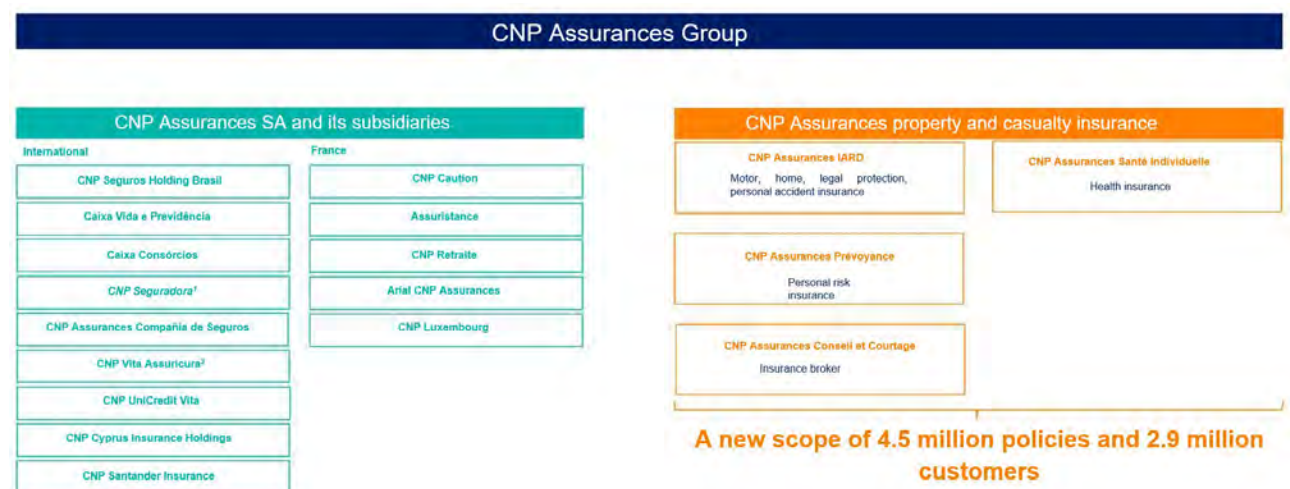 CNP Assurances Group
CNP Assurances SA and its subsidiaries
International
CNP Seguros Holding Brasil
Caixa Vida e Previdência
Caixa Consórcios
CNP Seguradora¹
CNP Assurances Compañia de Seguros
CNP Vita Assuricura²
CNP UniCredit Vita
CNP Cyprus Insurance Holdings
CNP Santander Insurance
France
CNP Caution
Assuristance
CNP Retraite
Arial CNP Assurances
CNP Luxembourg
CNP Assurances property and casualty insurance
CNP Assurances IARD
Motor, home, legal protection,
personal accident insurance
CNP Assurances Santé Individuelle
Health insurance
CNP Assurances Prévoyance
Personal risk
insurance
CNP Assurances Conseil et Courtage
Insurance broker
A new scope of 4.5 million policies and 2.9 million
customers